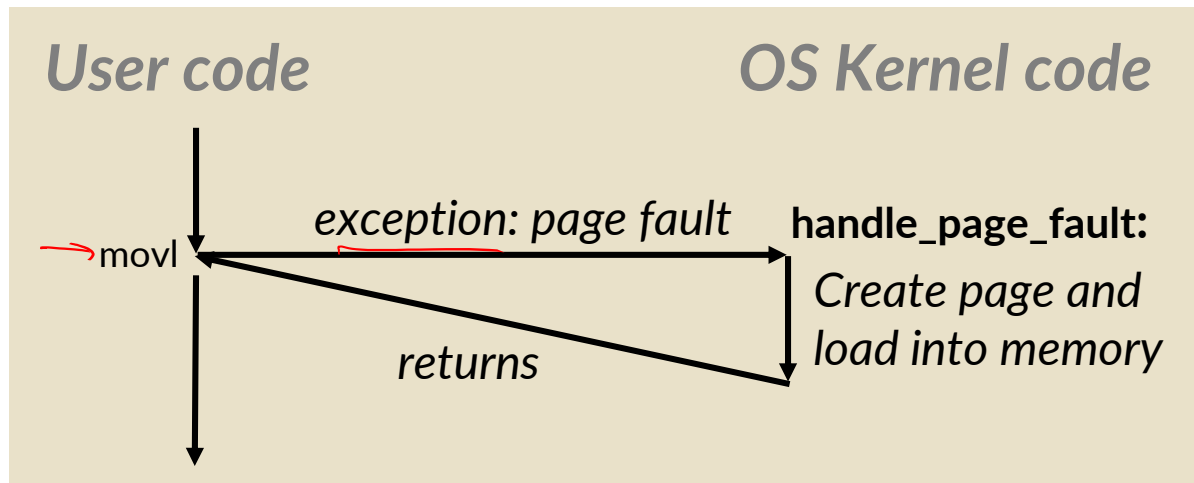 User code
OS Kernel code
exception: page fault
handle_page_fault:
movl
Create page and
load into memory
returns